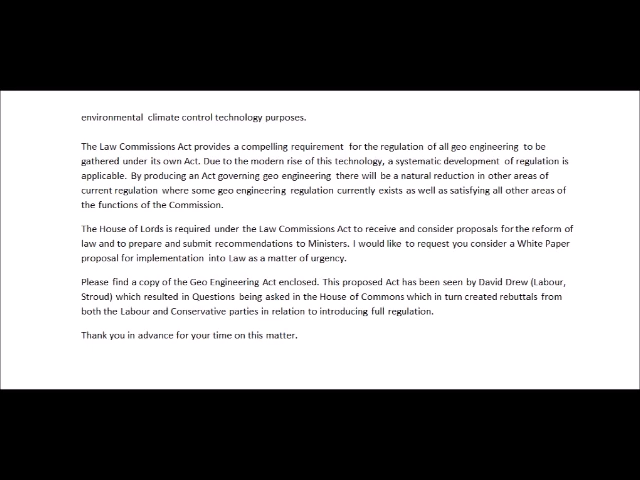 environmental climate control technology purposes.
The Law Commissions Act provides a compelling requirement for the regulation of all geo engineering to be
gathered under its own Act. Due to the modern rise of this technology, a systematic development of regulation is
applicable. By producing an Act governing geo engineering there will be a natural reduction in other areas of
current regulation where some geo engineering regulation currently exists as well as satisfying all other areas of
the functions of the Commission.
The House of Lords is required under the Law Commissions Act to receive and consider proposals for the reform of
law and to prepare and submit recommendations to Ministers. I would like to request you consider a White Paper
proposal for implementation into Law as a matter of urgency.
Please find a copy of the Geo Engineering Act enclosed. This proposed Act has been seen by David Drew (Labour,
Stroud) which resulted in Questions being asked in the House of Commons which in turn created rebuttals from
both the Labour and Conservative parties in relation to introducing full regulation.
Thank you in advance for your time on this matter.